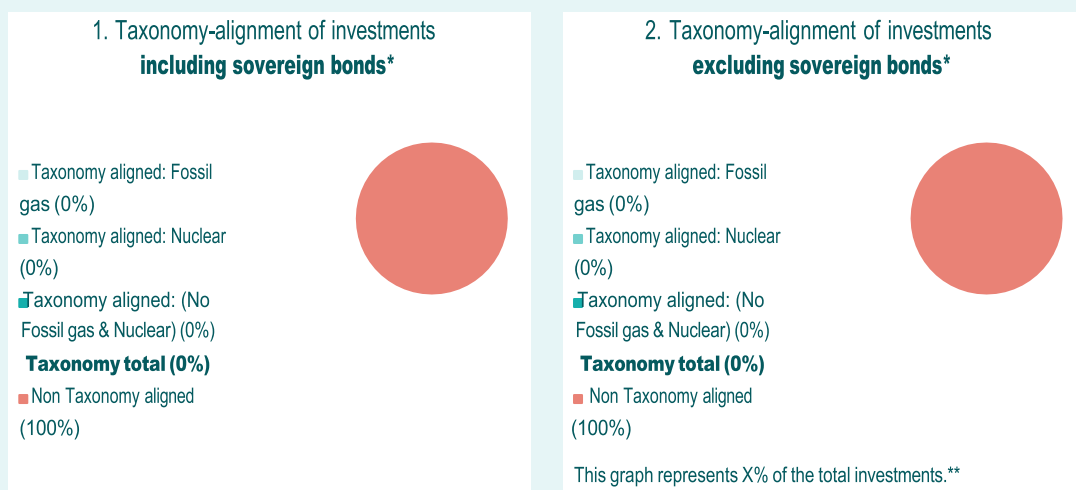 1. Taxonomy-alignment of investments
including sovereign bonds*
Taxonomy aligned: Fossil
gas (0%)
Taxonomy aligned: Nuclear
(0%)
Taxonomy aligned: (No
Fossil gas & Nuclear) (0%)
Taxonomy total (0%)
Non Taxonomy aligned
(100%)
2. Taxonomy-alignment of investments
excluding sovereign bonds*
Taxonomy aligned: Fossil
gas (0%)
Taxonomy aligned: Nuclear
(0%)
Taxonomy aligned: (No
Fossil gas & Nuclear) (0%)
Taxonomy total (0%)
Non Taxonomy aligned
(100%)
This graph represents X% of the total investments.**